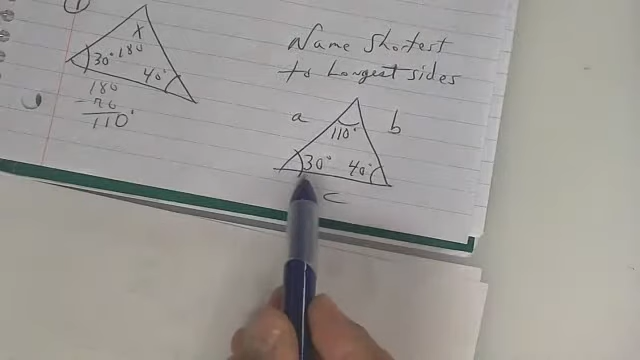 1
X
30° 180
40°
180
- 70
110°
Name Shortest
to Longest sides
a
b
110°
30° 40°
c